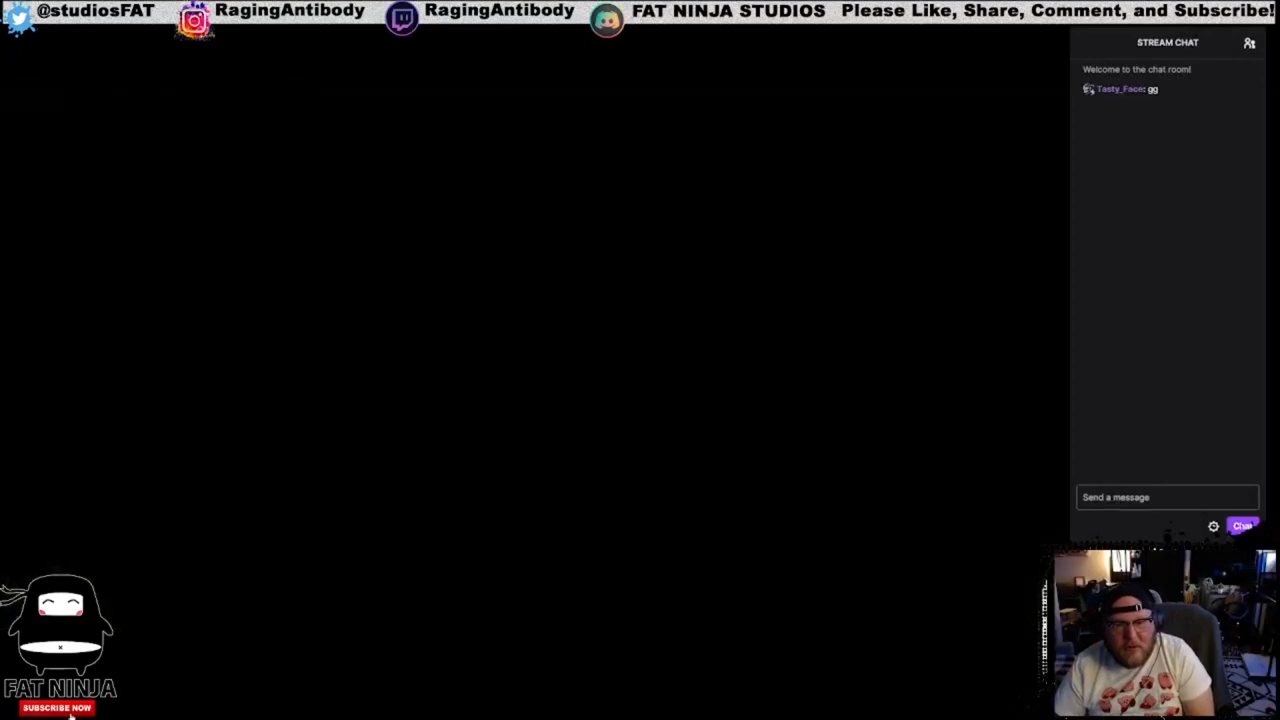 @studiosFAT RagingAntibody RagingAntibody FAT NINJA STUDIOS Please Like, Share, Comment, and Subscribe!
STREAM CHAT
Welcome to the chat room!
Tasty_Face: gg
Send a message
Chat
FAT NINJA
SUBSCRIBE NOW